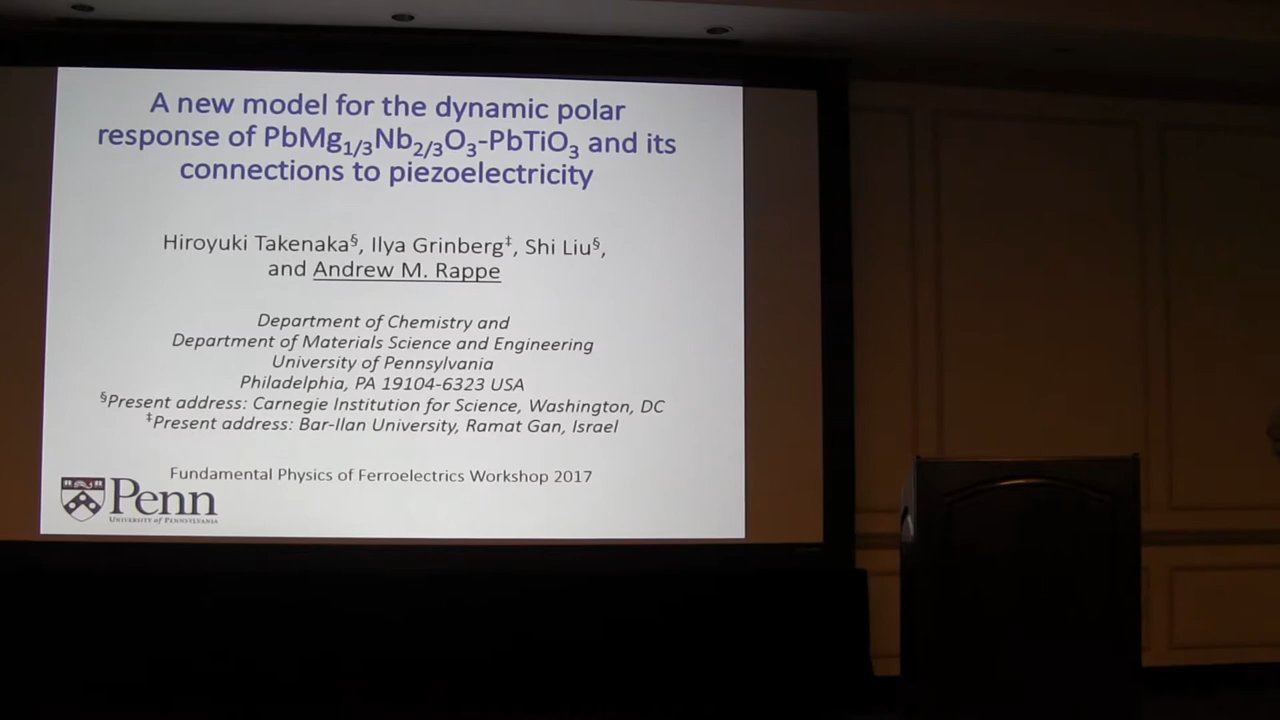 A new model for the dynamic polar
response of PbMg₁/₃Nb₂/₃O₃-PbTiO₃ and its
connections to piezoelectricity
Hiroyuki Takenaka§, Ilya Grinberg‡, Shi Liu§,
and Andrew M. Rappe
Department of Chemistry and
Department of Materials Science and Engineering
University of Pennsylvania
Philadelphia, PA 19104-6323 USA
§Present address: Carnegie Institution for Science, Washington, DC
‡Present address: Bar-Ilan University, Ramat Gan, Israel
Fundamental Physics of Ferroelectrics Workshop 2017
Penn
UNIVERSITY of PENNSYLVANIA